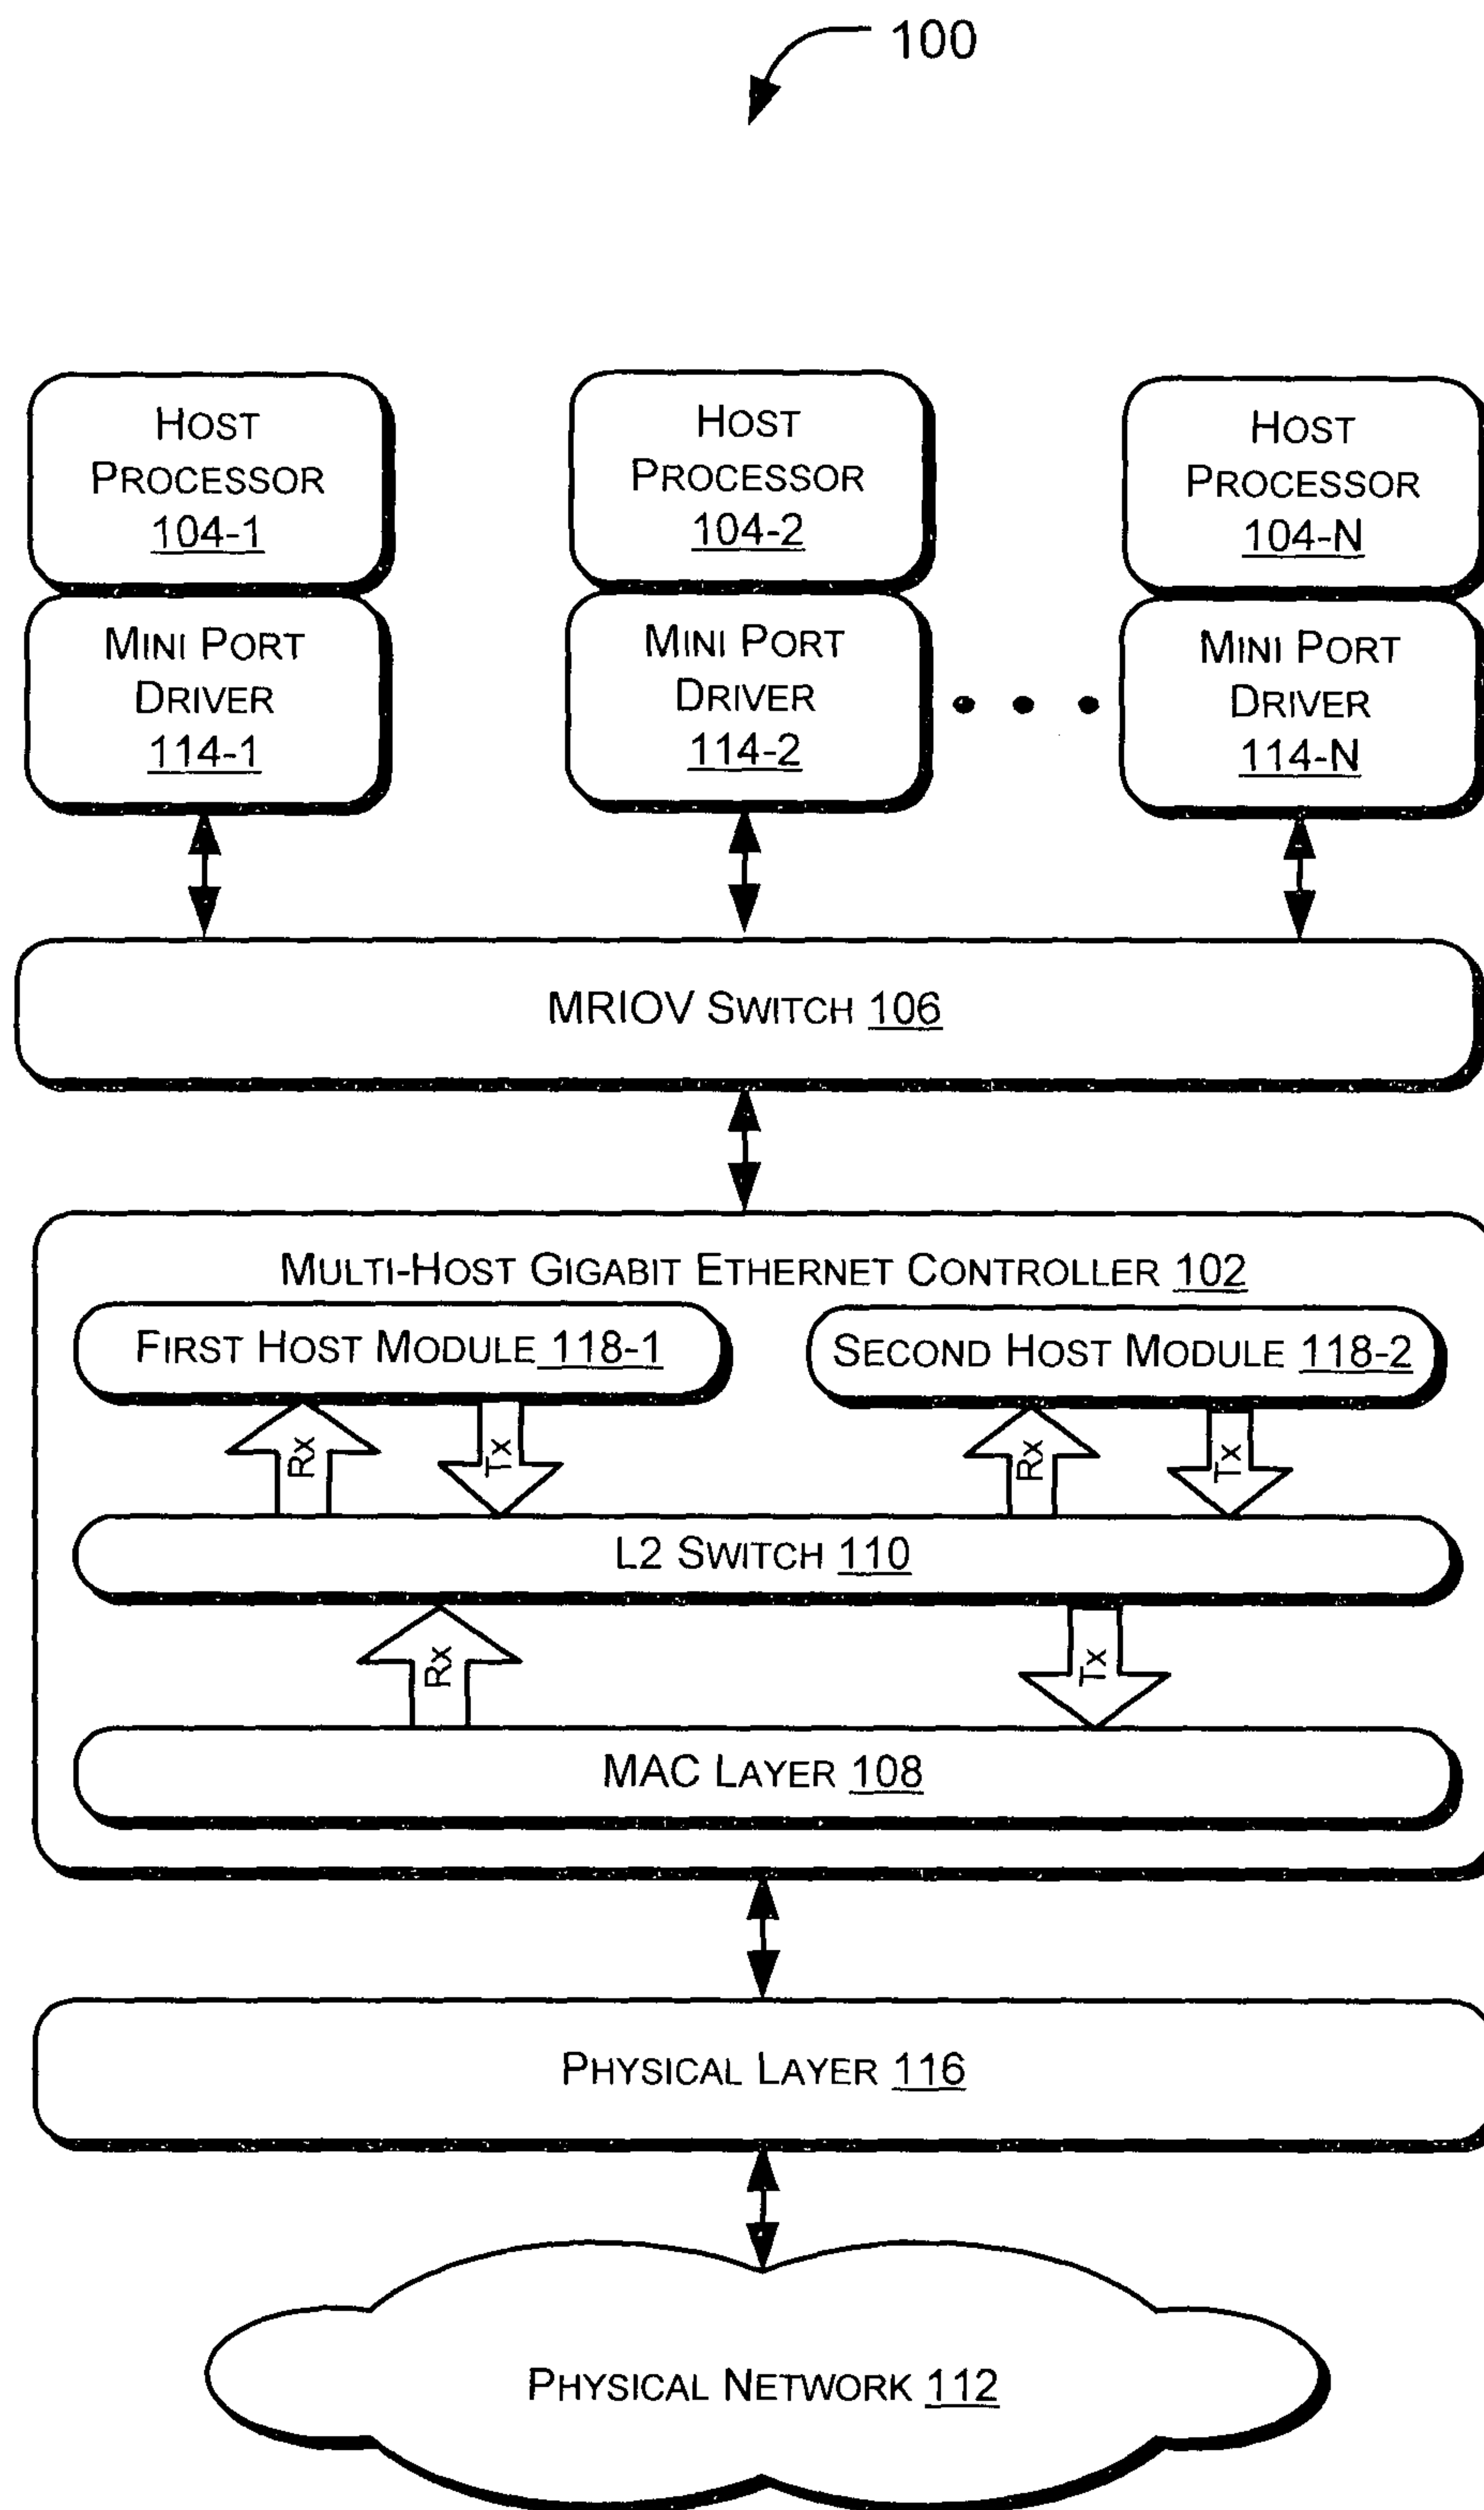 100
HOST
PROCESSOR
104-1
HOST
PROCESSOR
104-2
HOST
PROCESSOR
104-N
MINI PORT
DRIVER
114-1
MINI PORT
DRIVER
114-2
MINI PORT
DRIVER
114-N
MRIOV SWITCH 106
MULTI-HOST GIGABIT ETHERNET CONTROLLER 102
FIRST HOST MODULE 118-1
SECOND HOST MODULE 118-2
Rx
Tx
Rx
Tx
L2 SWITCH 110
Rx
Tx
MAC LAYER 108
PHYSICAL LAYER 116
PHYSICAL NETWORK 112